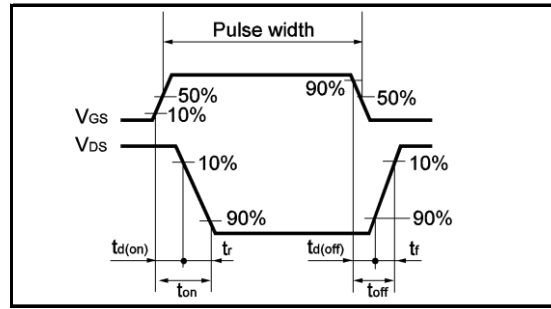 Pulse width
90% 50%
50%
VGS 10%
VDS
10% 10%
90% 90%
td(on) tr td(off) tf
ton toff